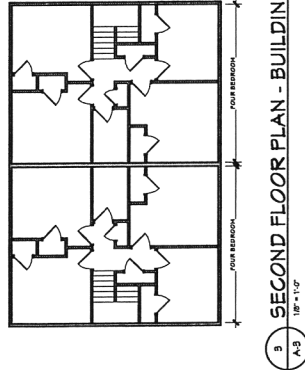 FOUR BEDROOM
FOUR BEDROOM
3
A-3
SECOND FLOOR PLAN - BUILDIN
1/8" = 1'-0"